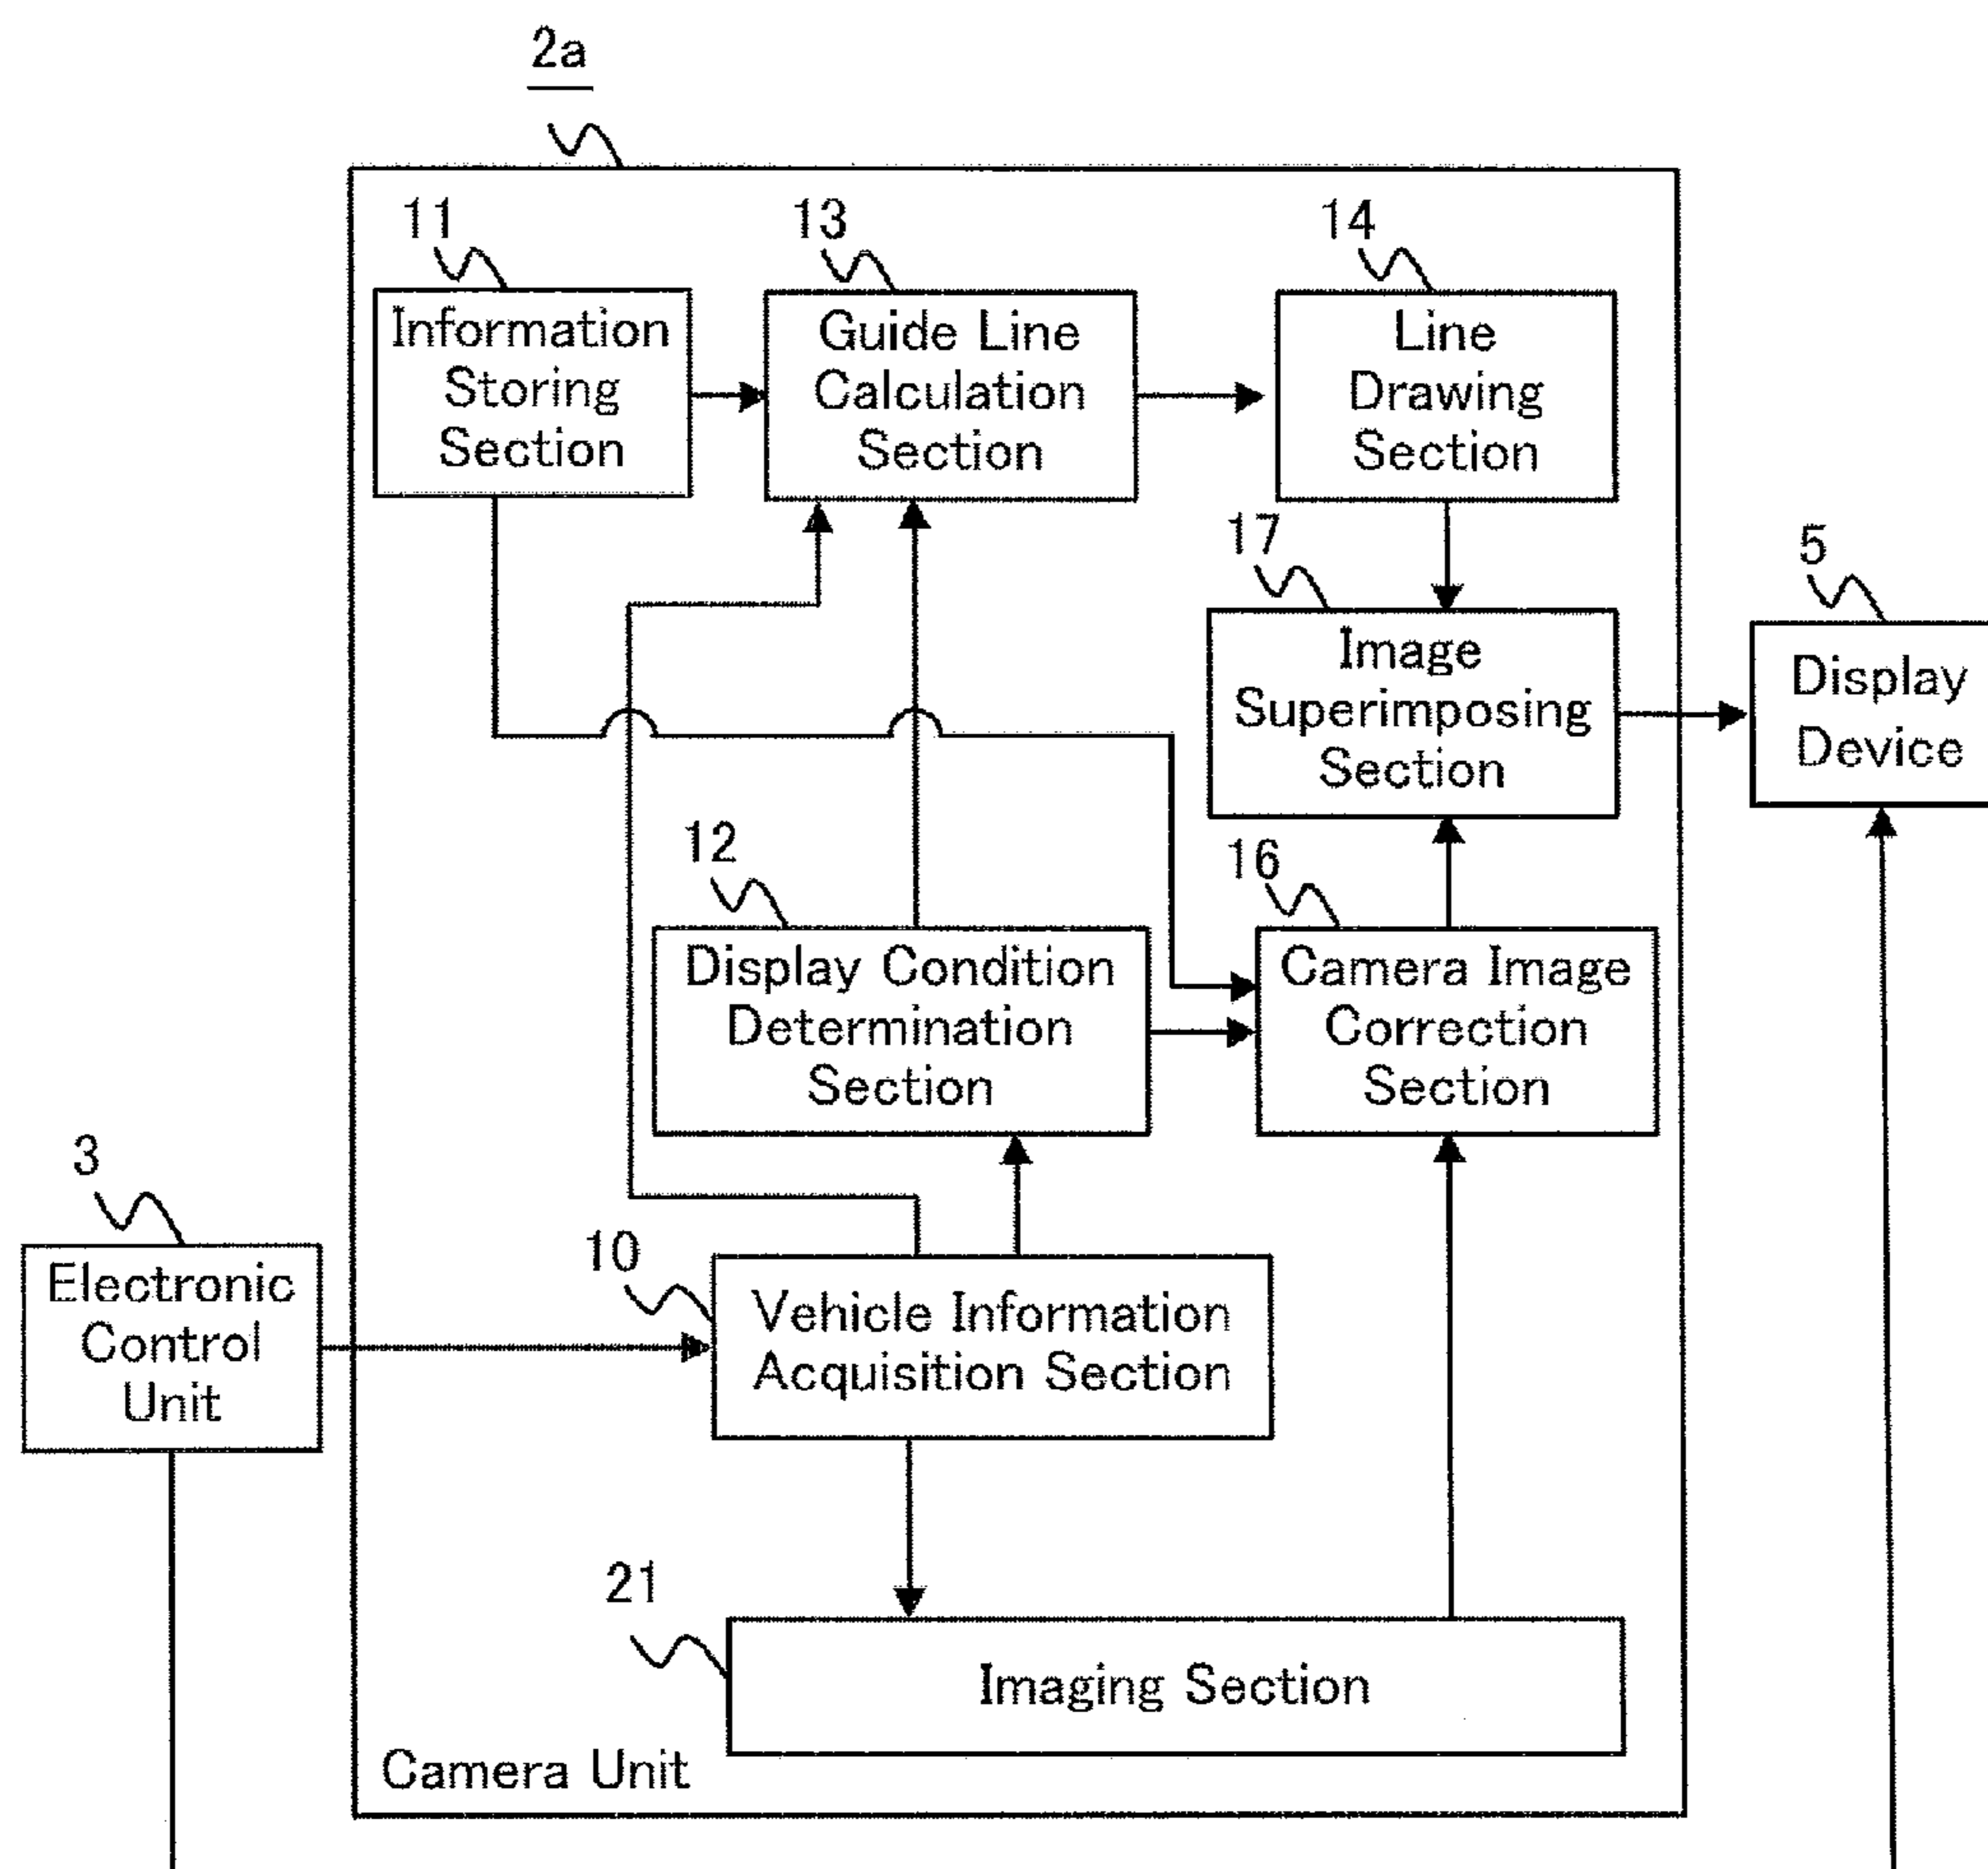 2a
11
Information
Storing
Section
13
Guide Line
Calculation
Section
14
Line
Drawing
Section
17
Image
Superimposing
Section
5
Display
Device
12
Display Condition
Determination
Section
16
Camera Image
Correction
Section
3
Electronic
Control
Unit
10
Vehicle Information
Acquisition Section
21
Imaging Section
Camera Unit